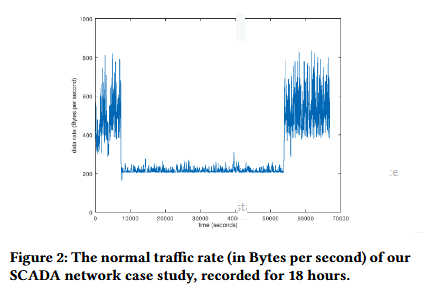 1000
800
600
400
200
0
data rate (Bytes per second)
0 10000 20000 30000 400 50000 60000 70000
time (seconds)
Figure 2: The normal traffic rate (in Bytes per second) of our
SCADA network case study, recorded for 18 hours.